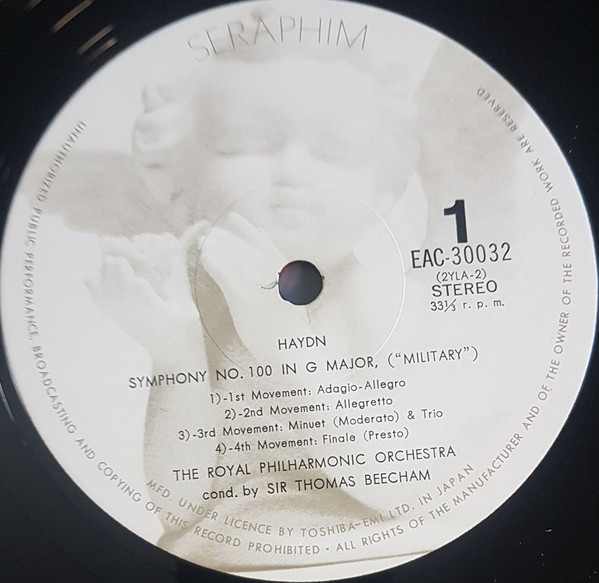 SERAPHIM
1
EAC-30032
(2YLA-2)
STEREO
33⅓ r. p. m.
HAYDN
SYMPHONY NO. 100 IN G MAJOR, ("MILITARY")
1)-1st Movement: Adagio-Allegro
2)-2nd Movement: Allegretto
3)-3rd Movement: Minuet (Moderato) & Trio
4)-4th Movement: Finale (Presto)
THE ROYAL PHILHARMONIC ORCHESTRA
cond. by SIR THOMAS BEECHAM
MFD. UNDER LICENCE BY TOSHIBA-EMI LTD. IN JAPAN
UNAUTHORIZED PUBLIC PERFORMANCE, BROADCASTING AND COPYING OF THIS RECORD PROHIBITED · ALL RIGHTS OF THE MANUFACTURER AND OF THE OWNER OF THE RECORDED WORK ARE RESERVED